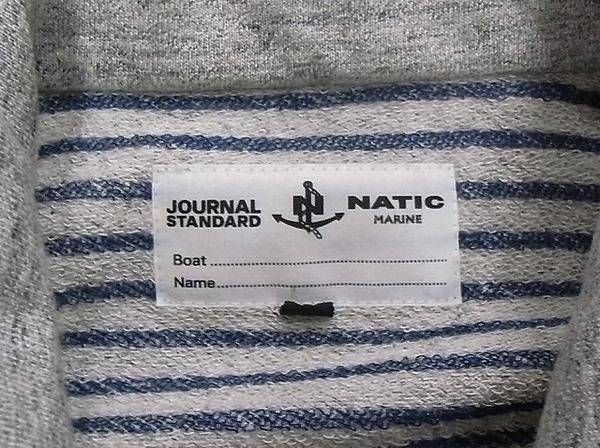 JOURNAL
STANDARD
N
NATIC
MARINE
Boat
Name